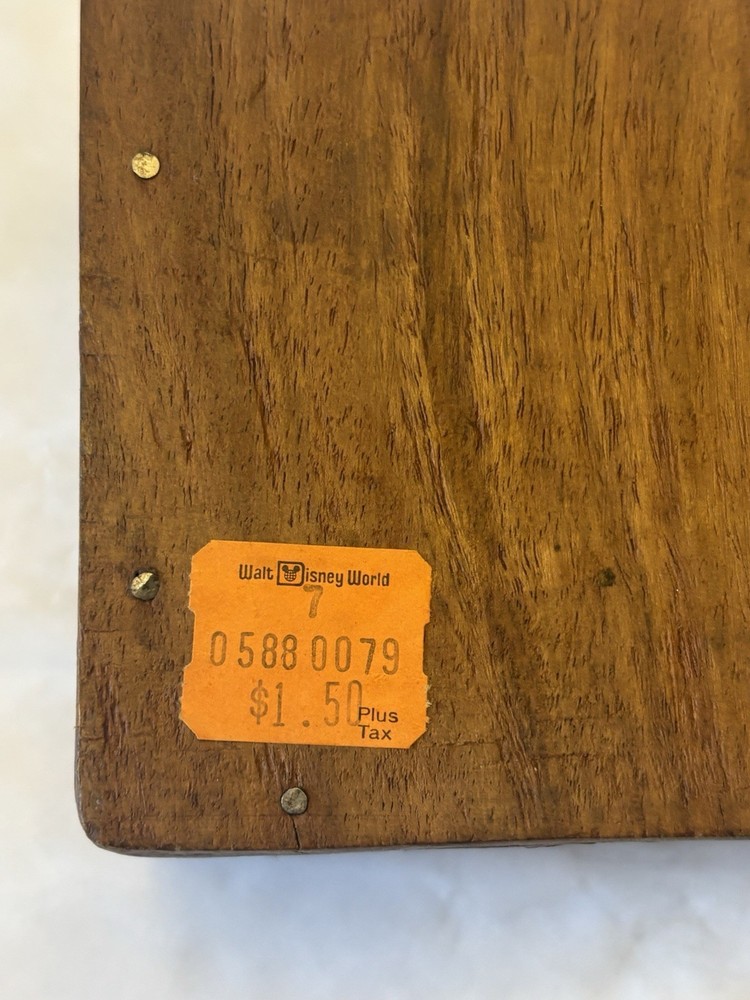 Walt Disney World
7
0588 0079
$1.50 Plus
Tax